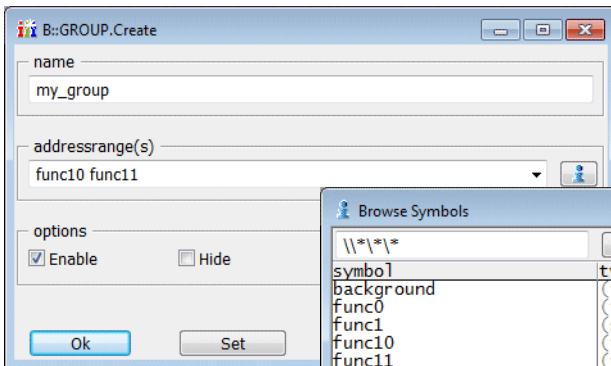 B::GROUP.Create
name
my_group
addressrange(s)
func10 func11
Browse Symbols
options
\\*\*\*
Enable
Hide
symbol
background
func0
func1
func10
func11
Ok
Set